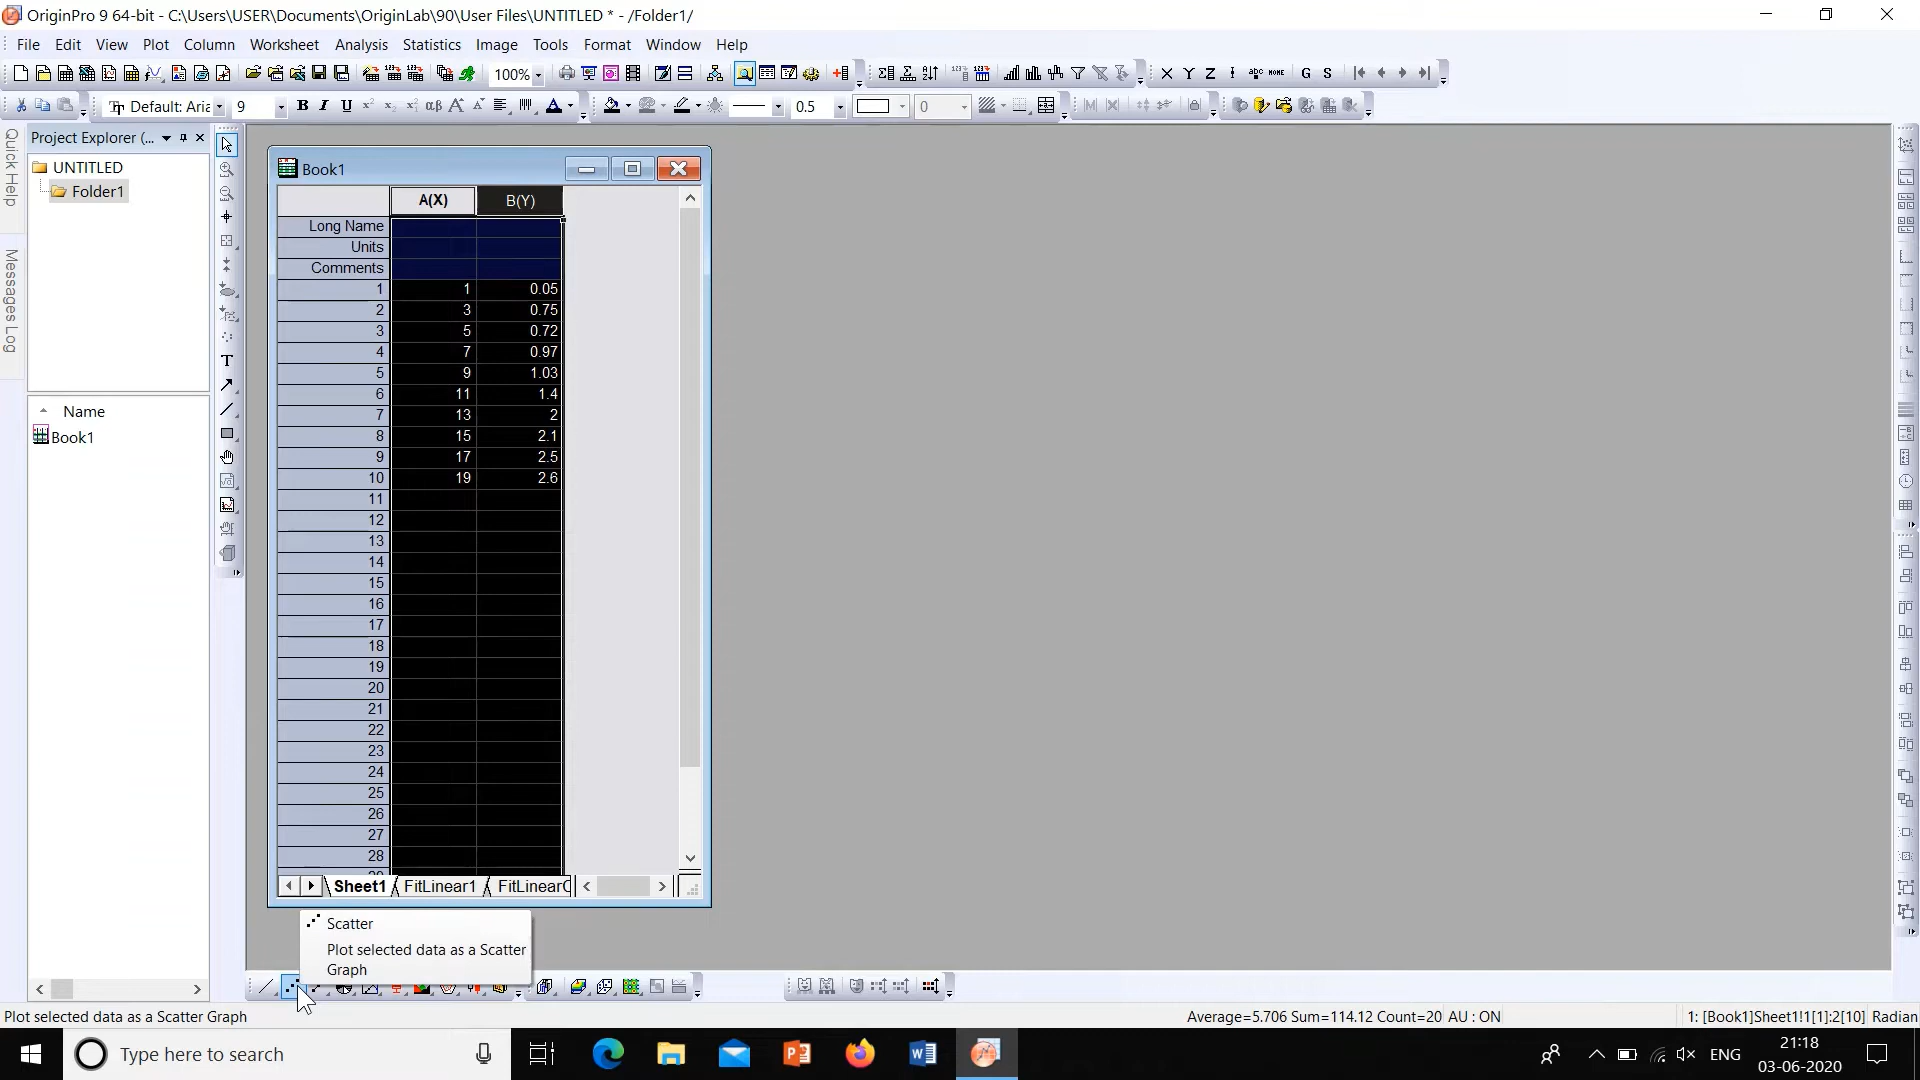 OriginPro 9 64-bit - C:\Users\USER\Documents\OriginLab\90\User Files\UNTITLED * - /Folder1/
File Edit View Plot Column Worksheet Analysis Statistics Image Tools Format Window Help
100%
X Y Z G S
Default: Aria 9 B I U αβ A A A 0.5 0
Quick Help
Messages Log
Project Explorer (...
UNTITLED
Folder1
Name
Book1
T
Book1
A(X) B(Y)
Long Name
Units
Comments
1 1 0.05
2 3 0.75
3 5 0.72
4 7 0.97
5 9 1.03
6 11 1.4
7 13 2
8 15 2.1
9 17 2.5
10 19 2.6
11
12
13
14
15
16
17
18
19
20
21
22
23
24
25
26
27
28
Sheet1 FitLinear1 FitLinearC
Scatter
Plot selected data as a Scatter
Graph
Plot selected data as a Scatter Graph
Average=5.706 Sum=114.12 Count=20 AU : ON
1: [Book1]Sheet1!1[1]:2[10] Radian
Type here to search
ENG
21:18
03-06-2020